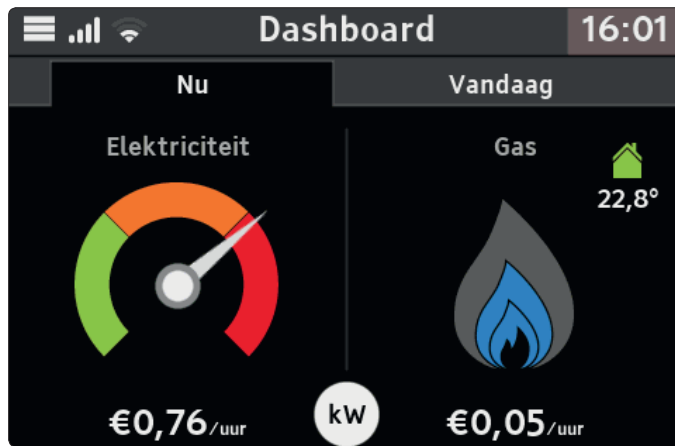 Dashboard 16:01
Nu Vandaag
Elektriciteit Gas
22,8°
€0,76/uur kW €0,05/uur